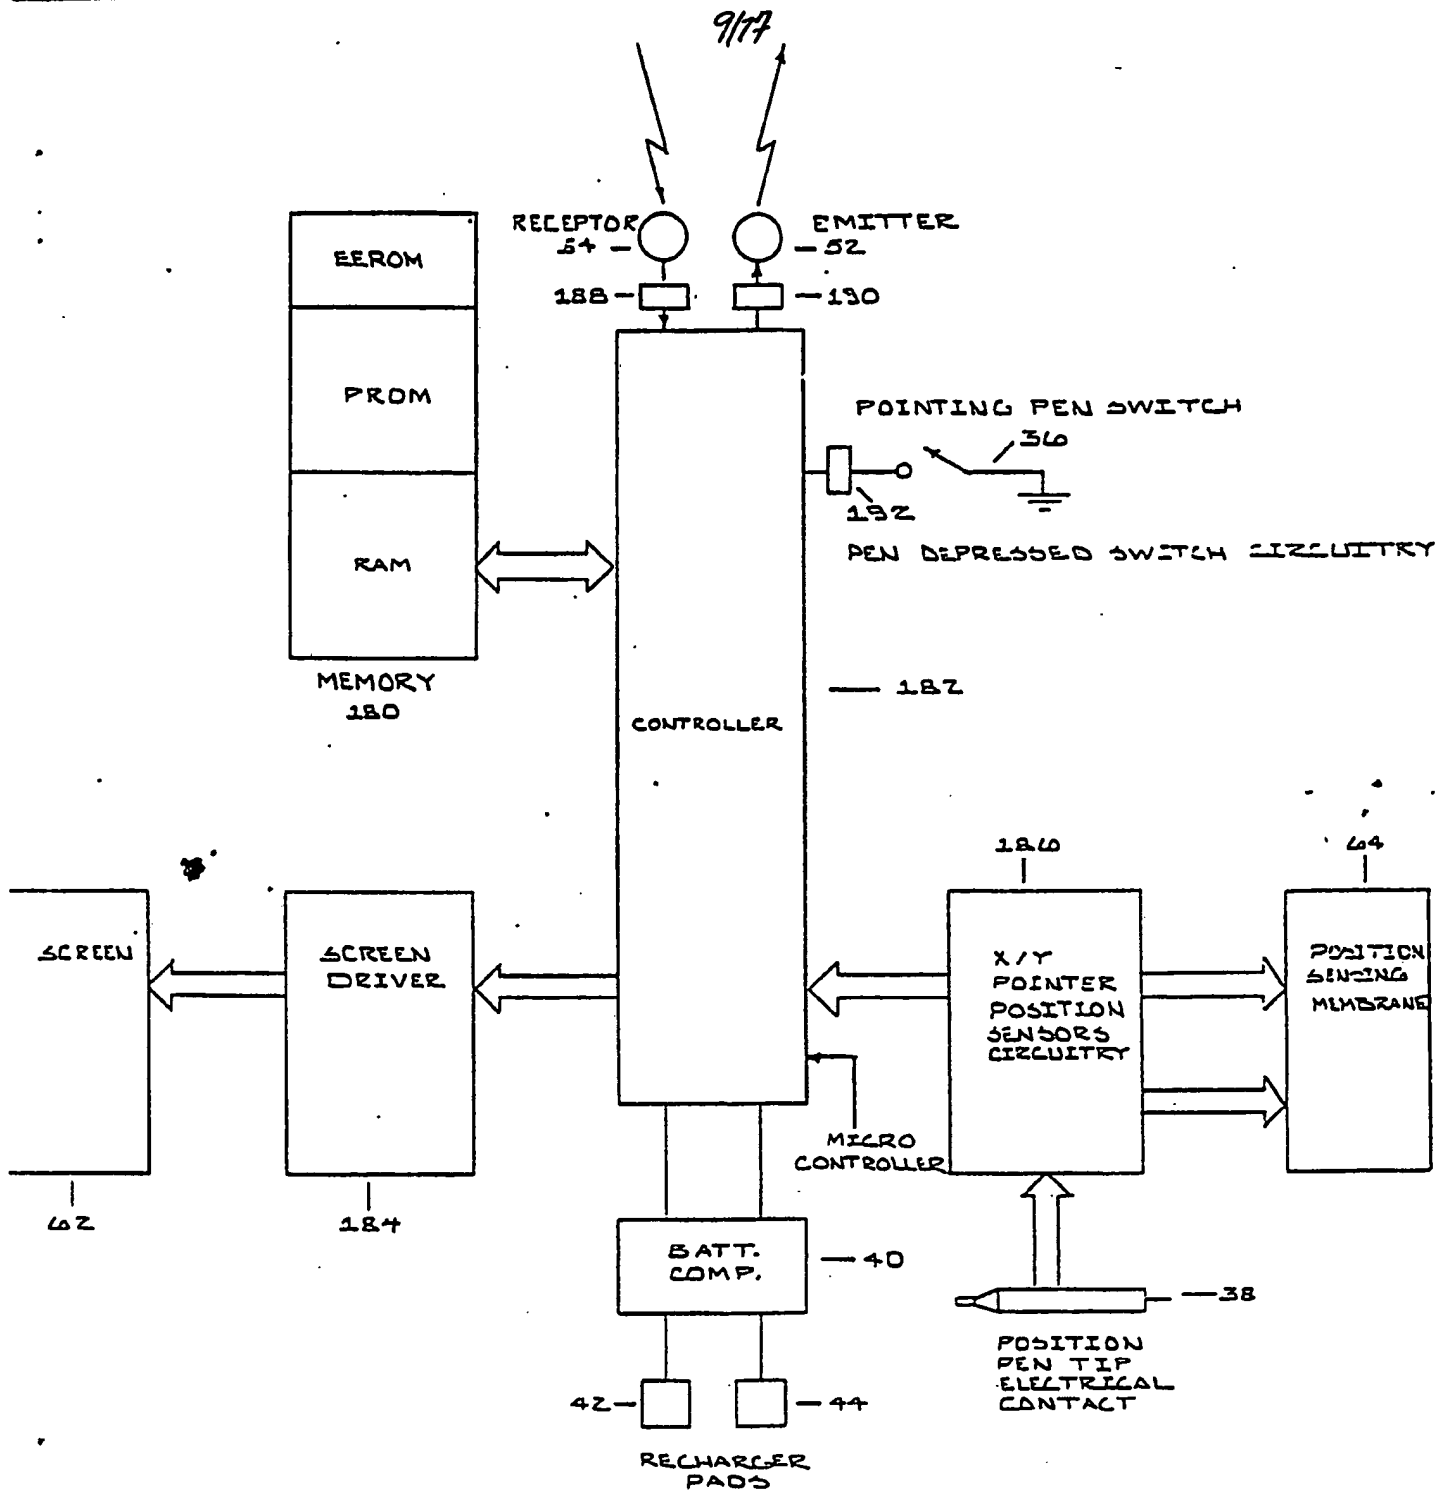 9/17
RECEPTOR
54
EMITTER
52
188
190
EEROM
PROM
RAM
MEMORY
180
POINTING PEN SWITCH
36
192
PEN DEPRESSED SWITCH CIRCUITRY
182
CONTROLLER
186
64
SCREEN
SCREEN
DRIVER
X/Y
POINTER
POSITION
SENSORS
CIRCUITRY
POSITION
SENSING
MEMBRANE
MICRO
CONTROLLER
62
184
BATT.
COMP.
40
38
POSITION
PEN TIP
ELECTRICAL
CONTACT
42
44
RECHARGER
PADS